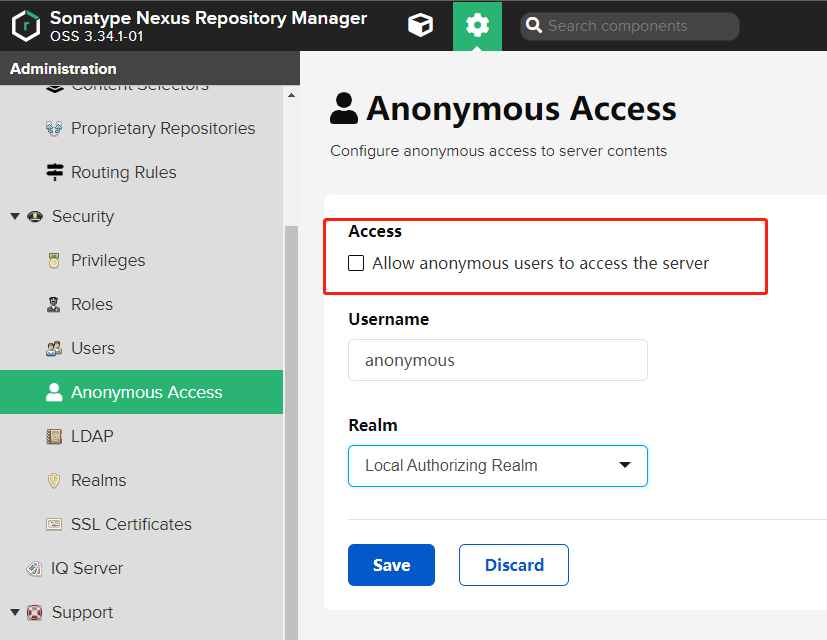 Sonatype Nexus Repository Manager
OSS 3.34.1-01
Search components
Administration
Content Selectors
Proprietary Repositories
Routing Rules
Security
Privileges
Roles
Users
Anonymous Access
LDAP
Realms
SSL Certificates
IQ Server
Support
Anonymous Access
Configure anonymous access to server contents
Access
Allow anonymous users to access the server
Username
anonymous
Realm
Local Authorizing Realm
Save
Discard